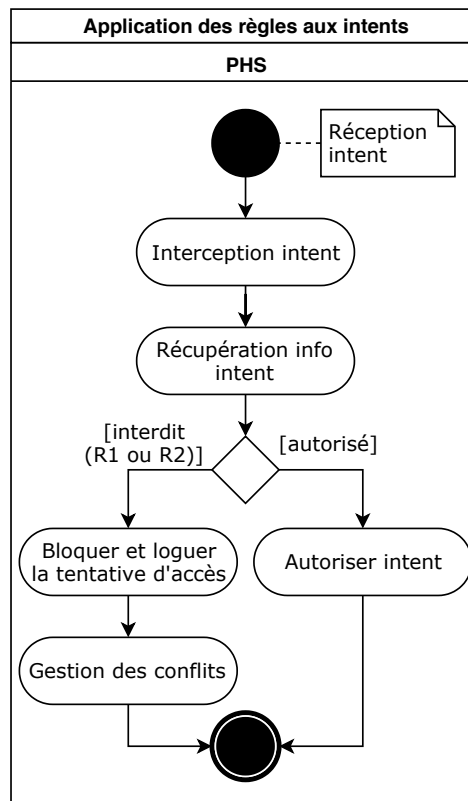 Application des règles aux intents
PHS
Réception
intent
Interception intent
Récupération info
intent
[interdit
(R1 ou R2)]
[autorisé]
Bloquer et loguer
la tentative d'accès
Autoriser intent
Gestion des conflits